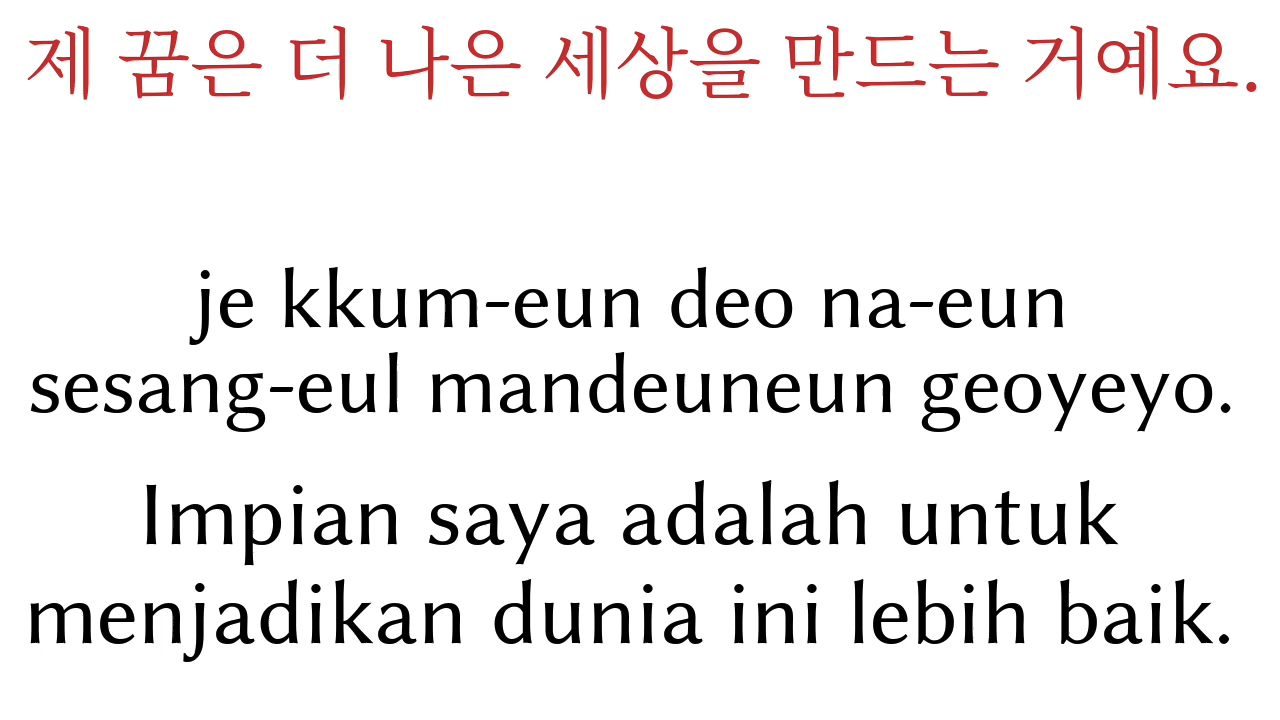 제 꿈은 더 나은 세상을 만드는 거예요.
je kkum-eun deo na-eun
sesang-eul mandeuneun geoyeyo.
Impian saya adalah untuk
menjadikan dunia ini lebih baik.